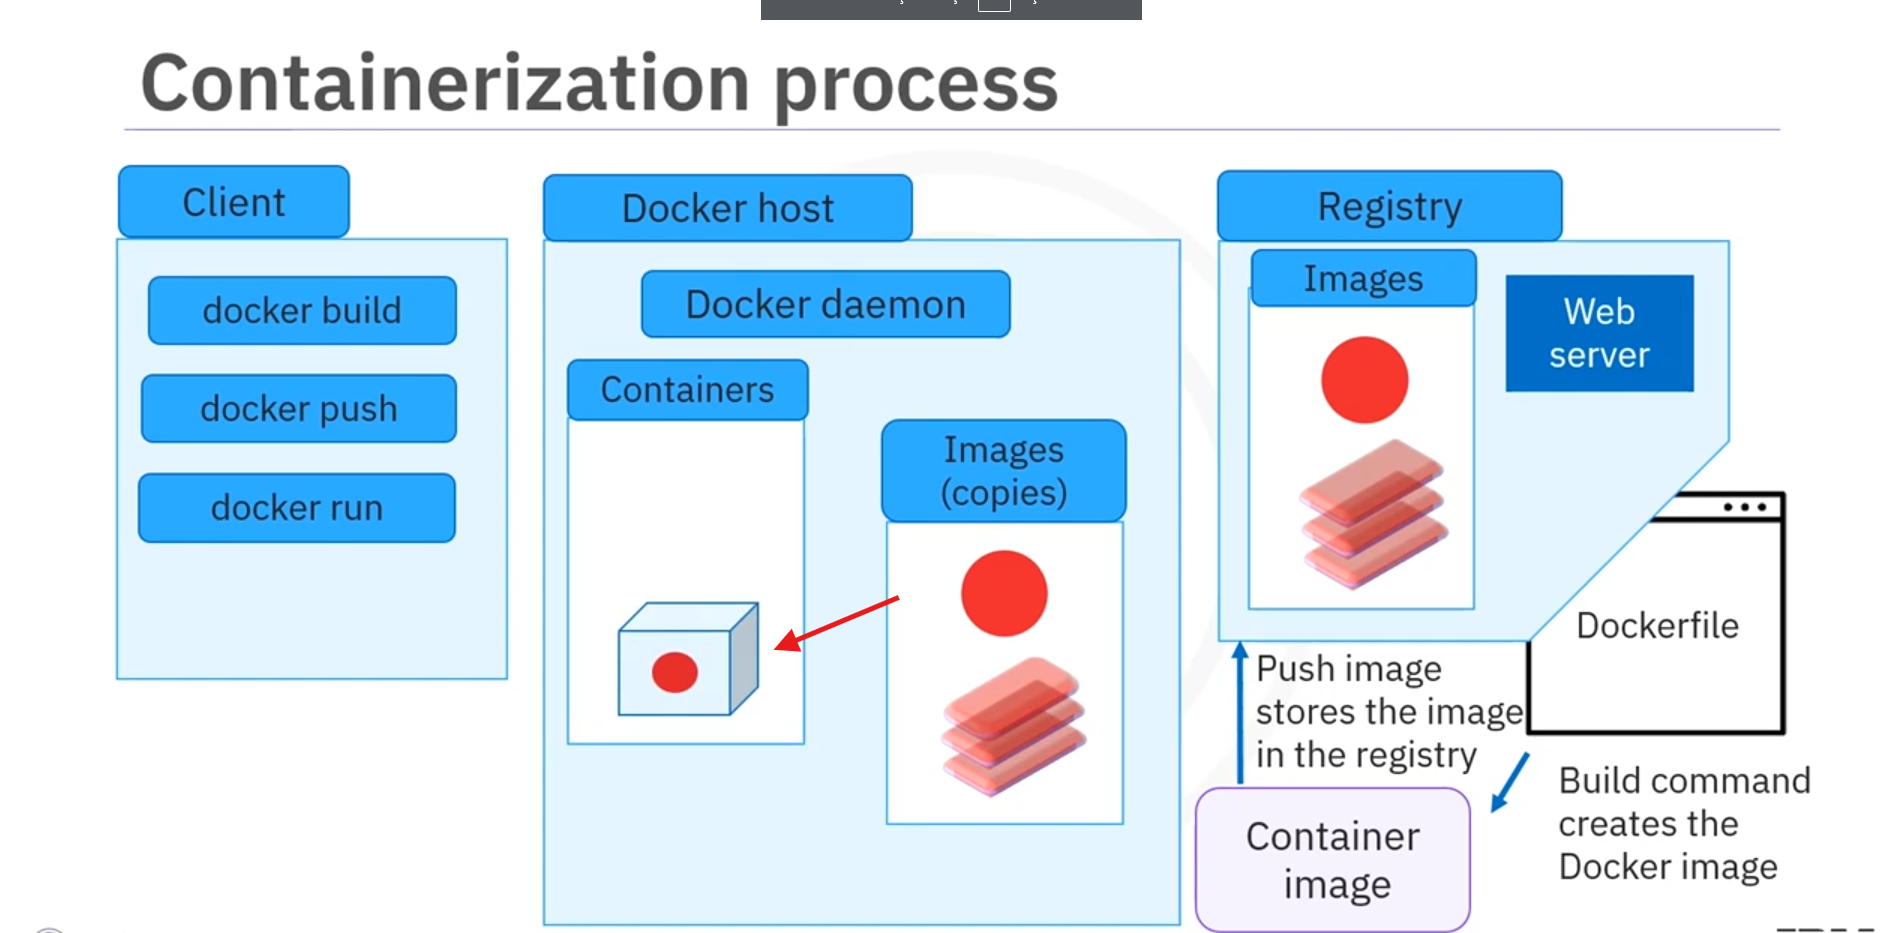 Containerization process
Client
docker build
docker push
docker run
Docker host
Docker daemon
Containers
Images
(copies)
Registry
Images
Web
server
Dockerfile
Push image
stores the image
in the registry
Build command
creates the
Docker image
Container
image